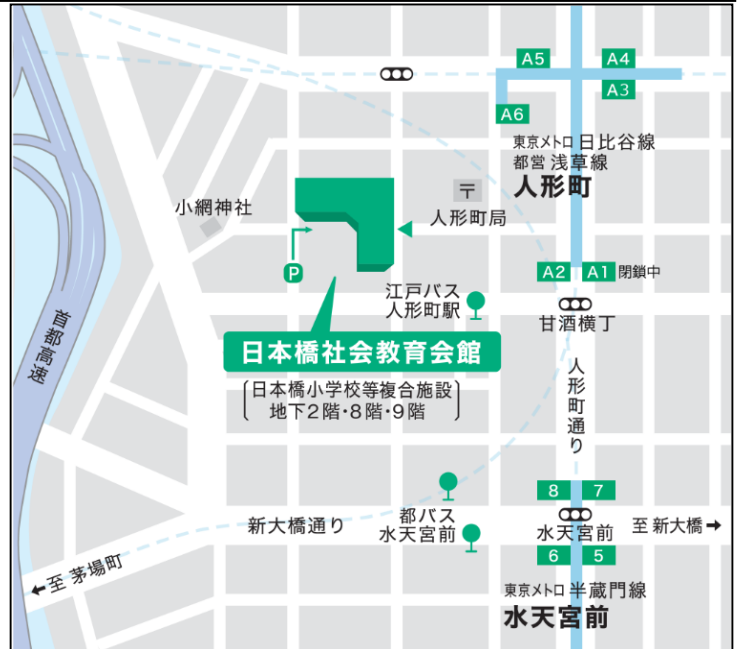 A5
A4
A3
A6
東京メトロ 日比谷線
都営 浅草線
人形町
〒
人形町局
小網神社
P
A2
A1
閉鎖中
江戸バス
人形町駅
甘酒横丁
首都高速
日本橋社会教育会館
日本橋小学校等複合施設
地下2階・8階・9階
人形町通り
8
7
都バス
水天宮前
新大橋通り
水天宮前
至 新大橋→
6
5
←至 茅場町
東京メトロ 半蔵門線
水天宮前